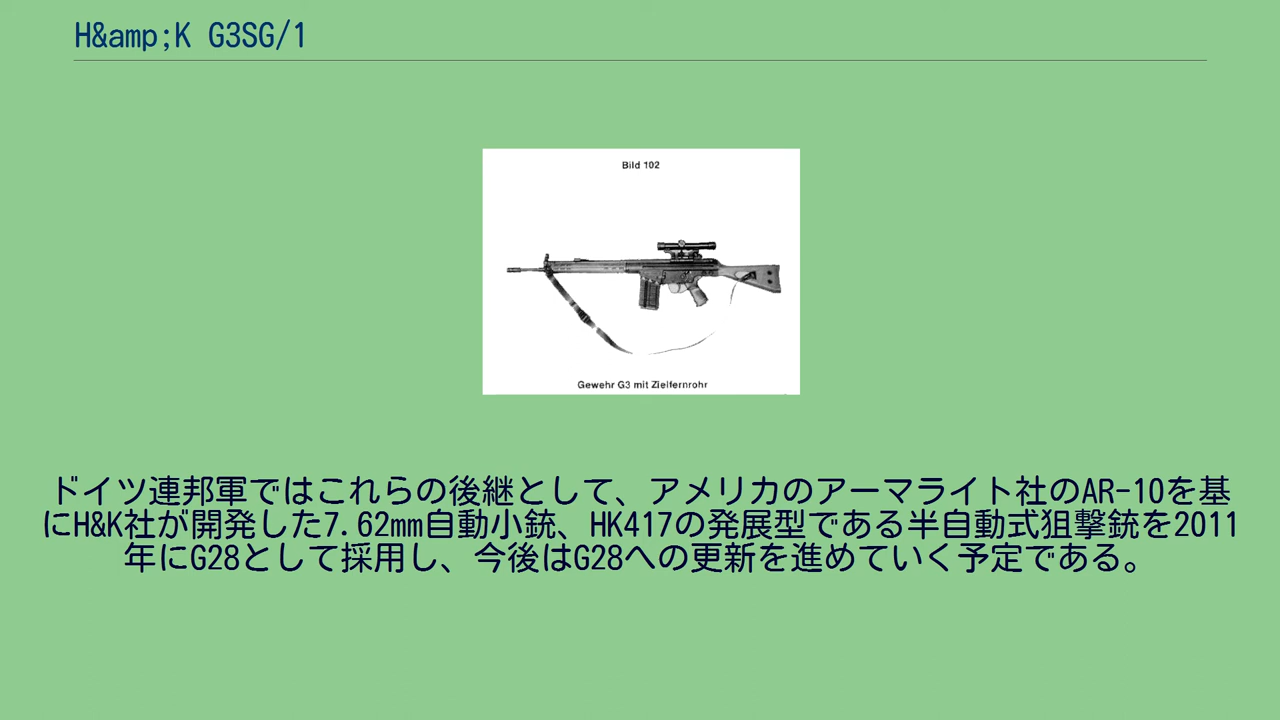 H&amp;K G3SG/1
Bild 102
Gewehr G3 mit Zielfernrohr
ドイツ連邦軍ではこれらの後継として、アメリカのアーマライト社のAR-10を基
にH&K社が開発した7.62mm自動小銃、HK417の発展型である半自動式狙撃銃を2011
年にG28として採用し、今後はG28への更新を進めていく予定である。